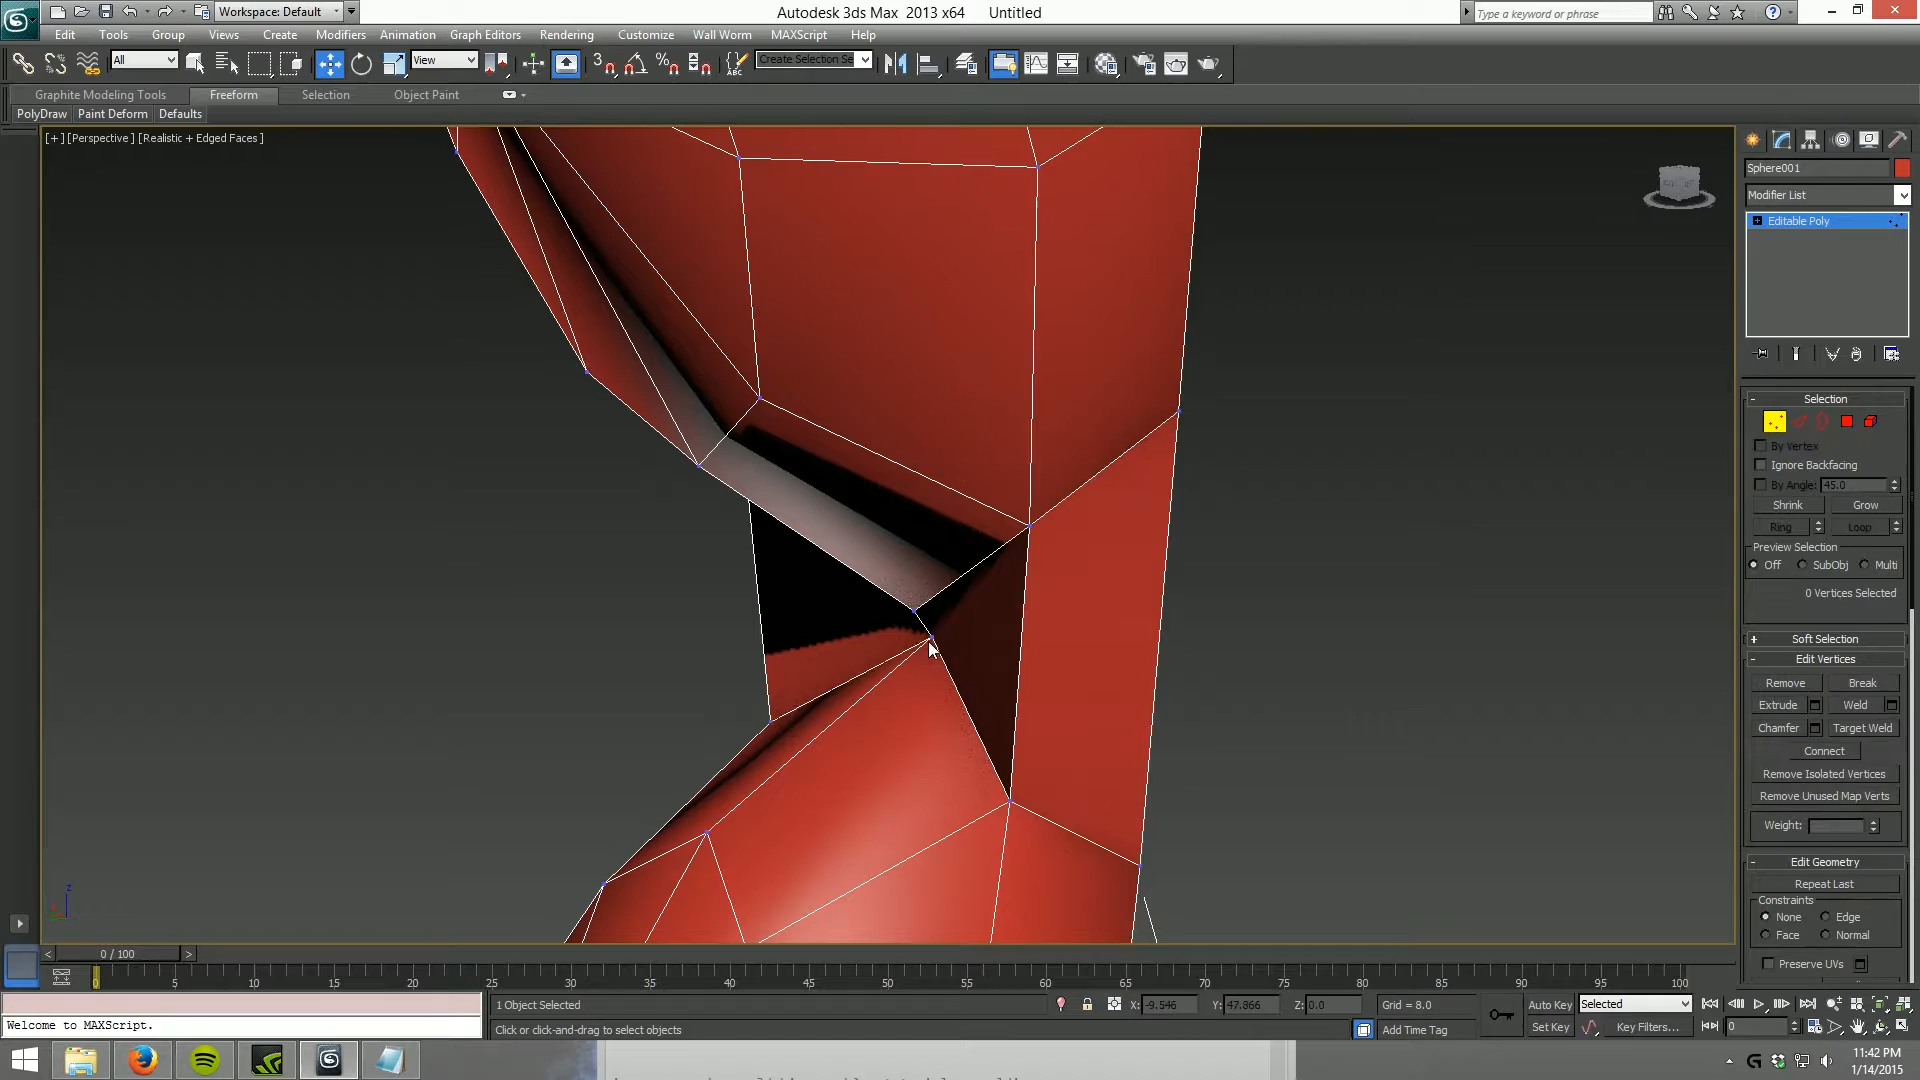 Workspace: Default
Autodesk 3ds Max 2013 x64 Untitled
Type a keyword or phrase
Edit Tools Group Views Create Modifiers Animation Graph Editors Rendering Customize Wall Worm MAXScript Help
All
View
Create Selection Se
Graphite Modeling Tools Freeform Selection Object Paint
PolyDraw Paint Deform Defaults
[+] [Perspective] [Realistic + Edged Faces]
Sphere001
Modifier List
Editable Poly
Selection
By Vertex
Ignore Backfacing
By Angle: 45.0
Shrink Grow
Ring Loop
Preview Selection
Off SubObj Multi
0 Vertices Selected
Soft Selection
Edit Vertices
Remove Break
Extrude Weld
Chamfer Target Weld
Connect
Remove Isolated Vertices
Remove Unused Map Verts
Weight:
Edit Geometry
Repeat Last
Constraints
None Edge
Face Normal
Preserve UVs
z
< 0 / 100 >
0 5 10 15 20 25 30 35 40 45 50 55 60 65 70 75 80 85 90 95 100
1 Object Selected
X: -9.546 Y: 47.866 Z: 0.0 Grid = 8.0
Auto Key Selected
Welcome to MAXScript.
Click or click-and-drag to select objects
Add Time Tag
Set Key Key Filters... 0
11:42 PM
1/14/2015